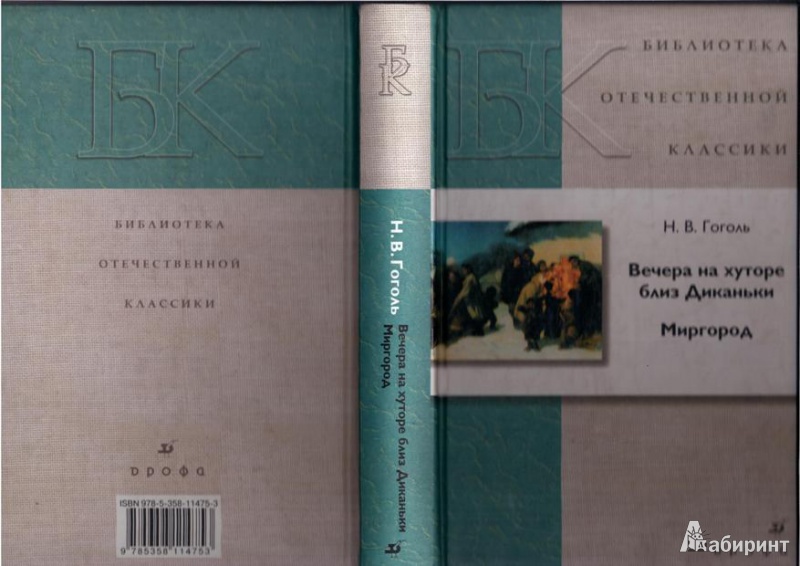 БК
БИБЛИОТЕКА
ОТЕЧЕСТВЕННОЙ
КЛАССИКИ
ДРОФА
ISBN 978-5-358-11475-3
9 785358 114753
БК
Н. В. Гоголь
Вечера на хуторе близ Диканьки
Миргород
БК
БИБЛИОТЕКА
ОТЕЧЕСТВЕННОЙ
КЛАССИКИ
Н. В. Гоголь
Вечера на хуторе
близ Диканьки
Миргород
Лабиринт